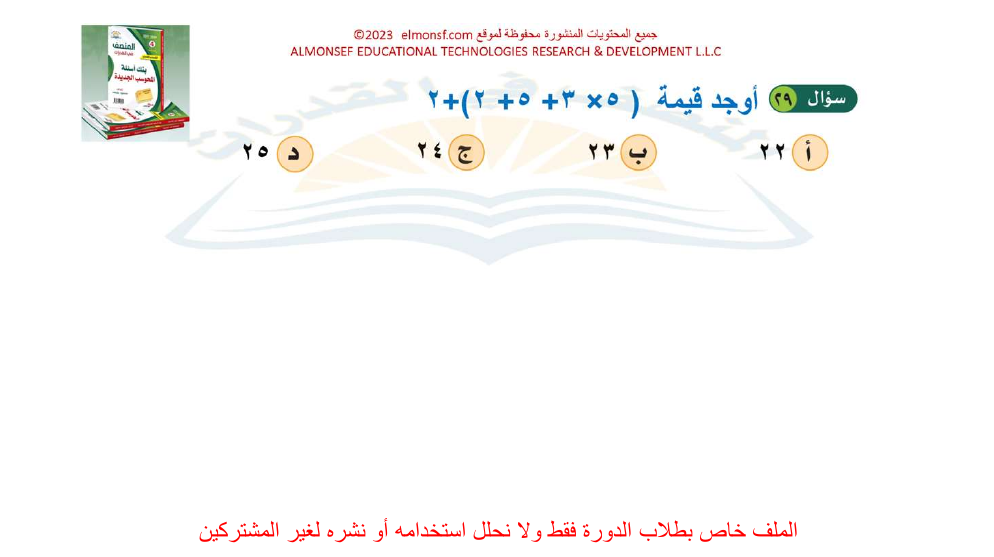 جميع المحتويات المنشورة محفوظة لموقع elmonsf.com ©2023
ALMONSEF EDUCATIONAL TECHNOLOGIES RESEARCH & DEVELOPMENT L.L.C
المنصف
بنك أسئلة
المحوسب الجديدة
سؤال ٢٩ أوجد قيمة ( ٥× ٣+ ٥+ ٢)+٢
أ ٢٢ ب ٢٣ ج ٢٤ د ٢٥
الملف خاص بطلاب الدورة فقط ولا نحلل استخدامه أو نشره لغير المشتركين